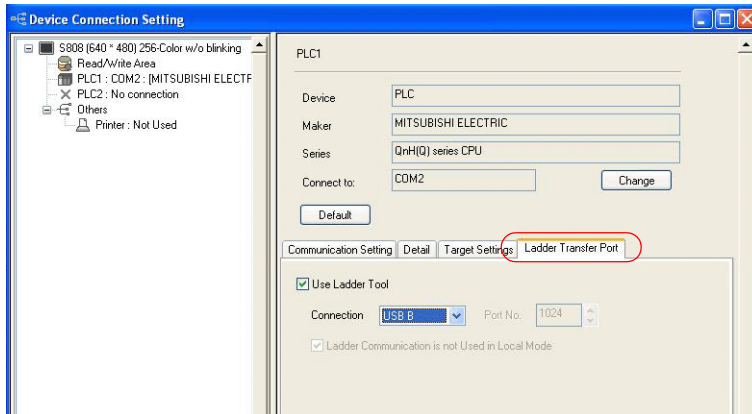 Device Connection Setting
S808 (640 * 480) 256-Color w/o blinking
Read/Write Area
PLC1 : COM2 : [MITSUBISHI ELECTF
PLC2 : No connection
Others
Printer : Not Used
PLC1
Device PLC
Maker MITSUBISHI ELECTRIC
Series QnH(Q) series CPU
Connect to: COM2 Change
Default
Communication Setting Detail Target Settings Ladder Transfer Port
Use Ladder Tool
Connection USB B Port No. 1024
Ladder Communication is not Used in Local Mode